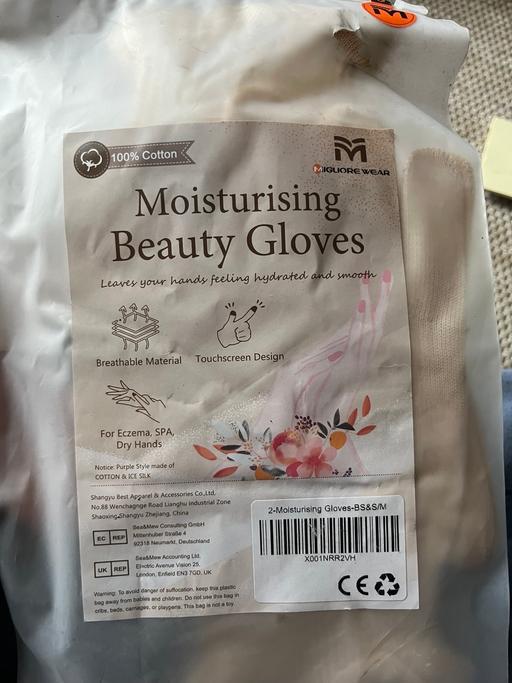 M
100% Cotton
M
MIGLIORE WEAR
Moisturising
Beauty Gloves
Leaves your hands feeling hydrated and smooth
Breathable Material
Touchscreen Design
For Eczema, SPA,
Dry Hands
Notice: Purple Style made of
COTTON & ICE SILK
Shangyu Best Apparel & Accessories Co.,Ltd,
No.88 Wenchagnge Road Lianghu Industrial Zone
Shaoxing Shangyu Zhejiang, China
EC REP
Sea&Mew Consulting GmbH
Mittenhuber Straße 4
92318 Neumarkt, Deutschland
UK REP
Sea&Mew Accounting Ltd.
Electric Avenue Vision 25,
London, Enfield EN3 7GD, UK
Warning: To avoid danger of suffocation, keep this plastic
bag away from babies and children. Do not use this bag in
cribs, beds, carriages, or playpens. This bag is not a toy.
2-Moisturising Gloves-BS&S/M
X001NRR2VH
CE